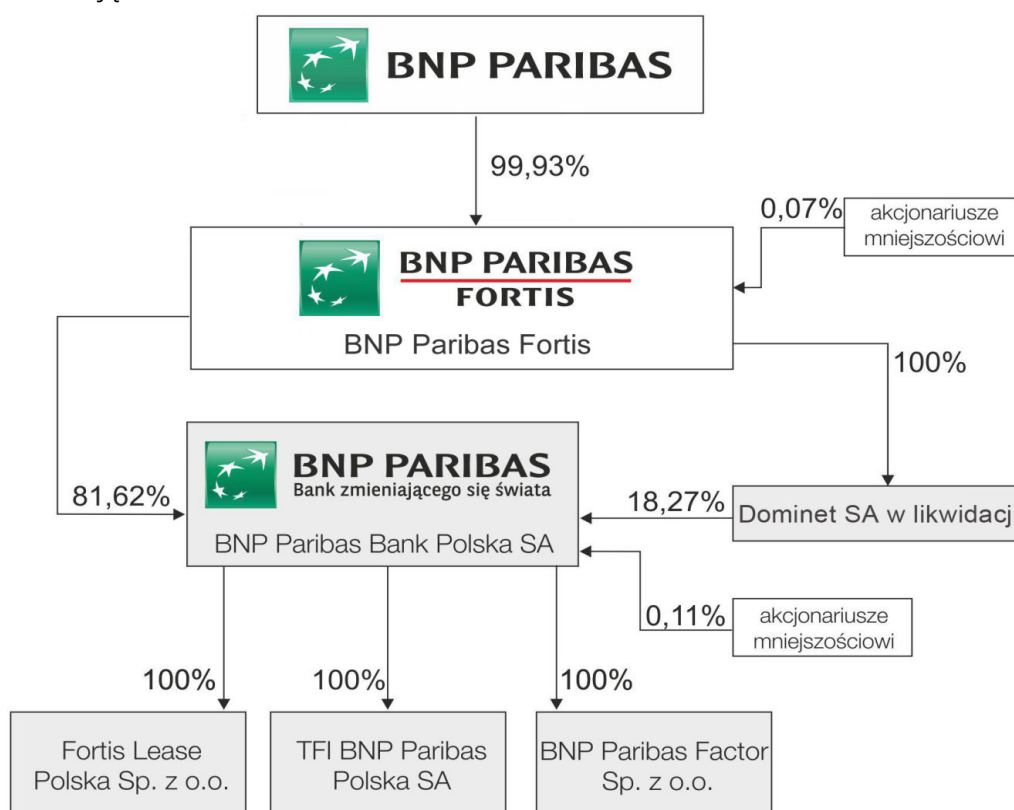 BNP PARIBAS
99,93%
0,07%
akcjonariusze
mniejszościowi
BNP PARIBAS
FORTIS
BNP Paribas Fortis
100%
BNP PARIBAS
Bank zmieniającego się świata
BNP Paribas Bank Polska SA
81,62%
18,27%
Dominet SA w likwidacj
0,11%
akcjonariusze
mniejszościowi
100%
100%
100%
Fortis Lease
Polska Sp. z o.o.
TFI BNP Paribas
Polska SA
BNP Paribas Factor
Sp. z o.o.